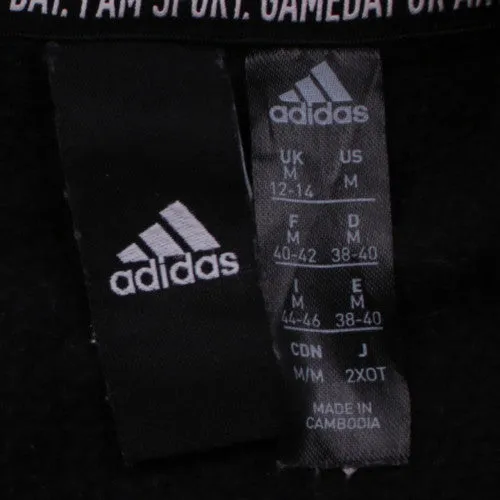 DAY. I AM SPORT. GAMEDAY OR
adidas
adidas
UK US
M M
12-14
F D
M M
40-42 38-40
I E
M M
44-46 38-40
CDN J
M/M 2XOT
MADE IN
CAMBODIA